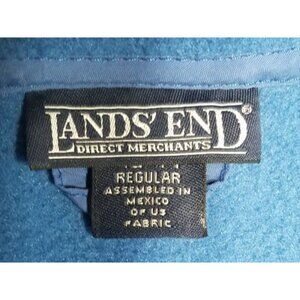 LANDS' END®
DIRECT MERCHANTS
REGULAR
ASSEMBLED IN
MEXICO
OF US
FABRIC